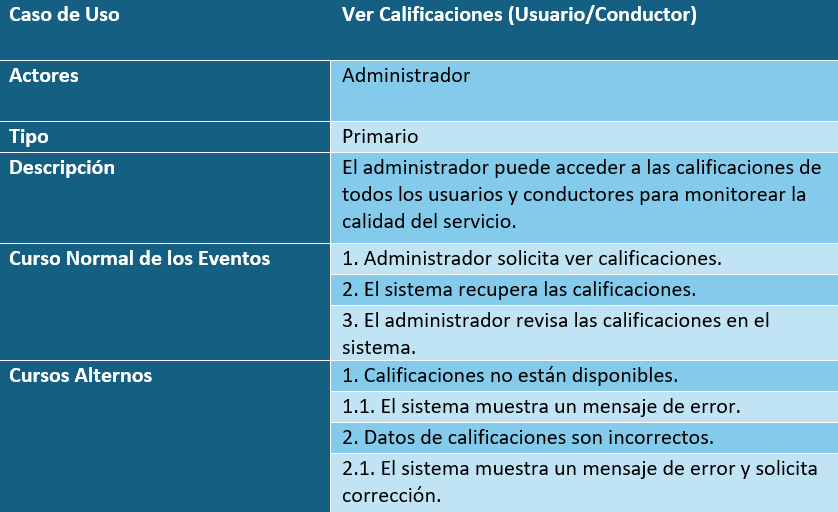 Caso de Uso
Ver Calificaciones (Usuario/Conductor)
Actores
Administrador
Tipo
Primario
Descripción
El administrador puede acceder a las calificaciones de
todos los usuarios y conductores para monitorear la
calidad del servicio.
Curso Normal de los Eventos
1. Administrador solicita ver calificaciones.
2. El sistema recupera las calificaciones.
3. El administrador revisa las calificaciones en el
sistema.
Cursos Alternos
1. Calificaciones no están disponibles.
1.1. El sistema muestra un mensaje de error.
2. Datos de calificaciones son incorrectos.
2.1. El sistema muestra un mensaje de error y solicita
corrección.